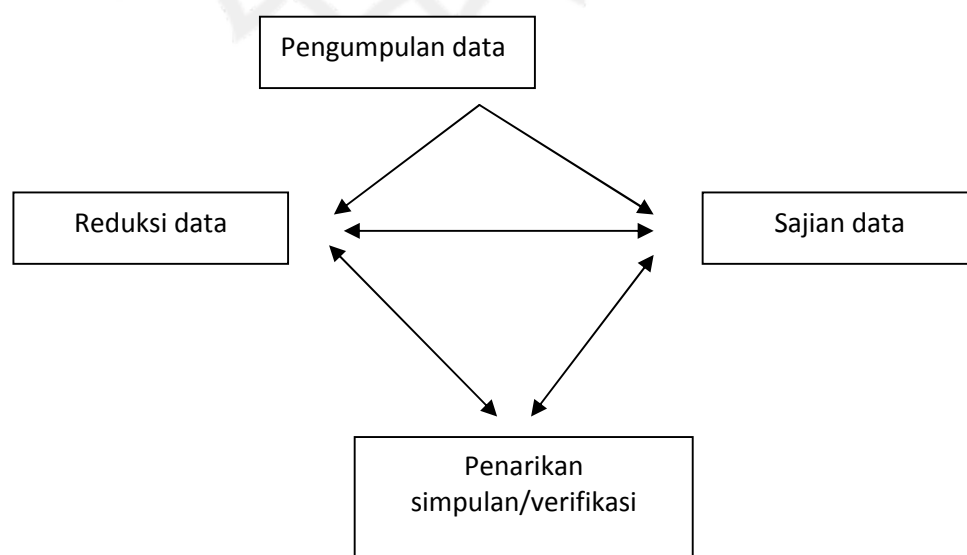 Pengumpulan data
Reduksi data
Sajian data
Penarikan
simpulan/verifikasi